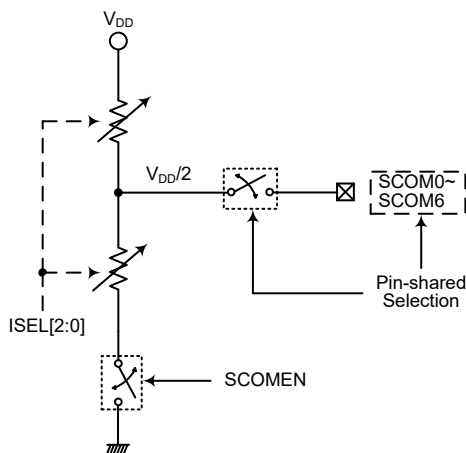 VDD
VDD/2
SCOM0~
SCOM6
Pin-shared
Selection
ISEL[2:0]
SCOMEN